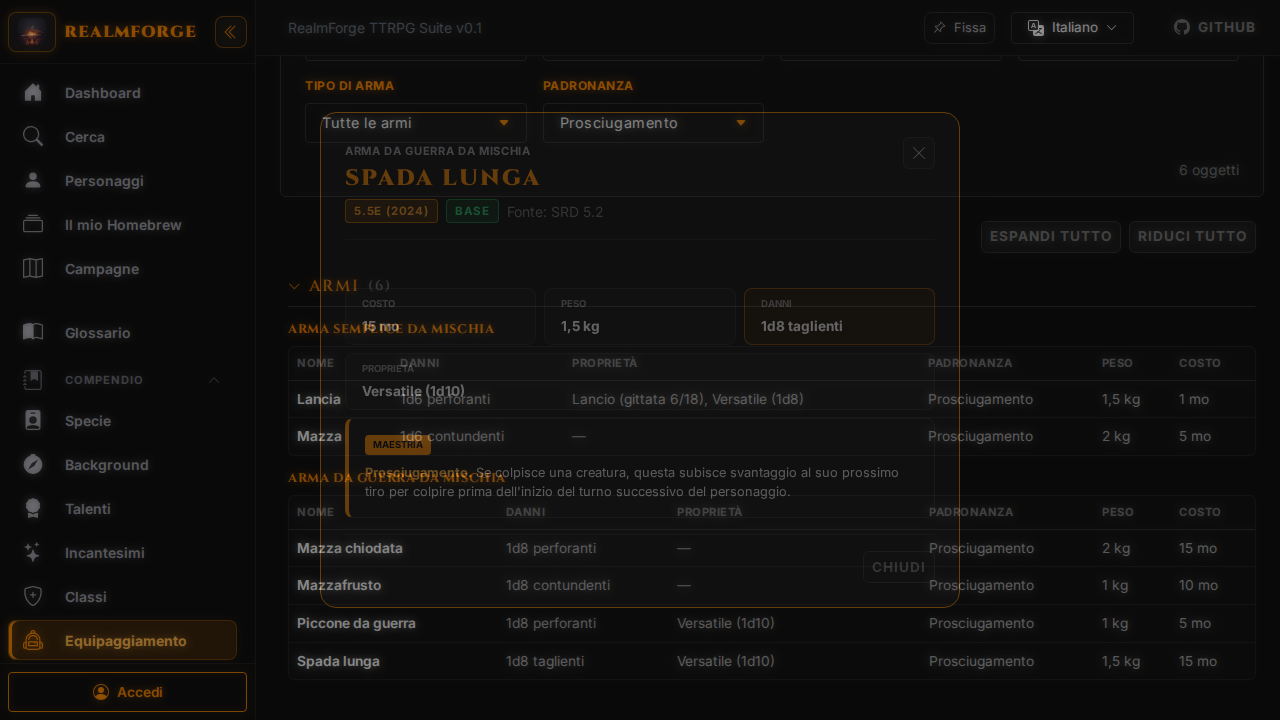 REALMFORGE
RealmForge TTRPG Suite v0.1
Fissa
Italiano
GITHUB
Dashboard
Cerca
Personaggi
Il mio Homebrew
Campagne
Glossario
COMPENDIO
Specie
Background
Talenti
Incantesimi
Classi
Equipaggiamento
Accedi
TIPO DI ARMA
PADRONANZA
Tutte le armi
Prosciugamento
6 oggetti
ESPANDI TUTTO
RIDUCI TUTTO
ARMA DA GUERRA DA MISCHIA
SPADA LUNGA
5.5E (2024)
BASE
Fonte: SRD 5.2
COSTO
15 mo
PESO
1,5 kg
DANNI
1d8 taglienti
PROPRIETÀ
Versatile (1d10)
MAESTRIA
Prosciugamento. Se colpisce una creatura, questa subisce svantaggio al suo prossimo
tiro per colpire prima dell'inizio del turno successivo del personaggio.
CHIUDI
ARMI (6)
ARMA SEMPLICE DA MISCHIA
NOME DANNI PROPRIETÀ PADRONANZA PESO COSTO
Lancia 1d6 perforanti Lancio (gittata 6/18), Versatile (1d8) Prosciugamento 1,5 kg 1 mo
Mazza 1d6 contundenti — Prosciugamento 2 kg 5 mo
ARMA DA GUERRA DA MISCHIA
NOME DANNI PROPRIETÀ PADRONANZA PESO COSTO
Mazza chiodata 1d8 perforanti — Prosciugamento 2 kg 15 mo
Mazzafrusto 1d8 contundenti — Prosciugamento 1 kg 10 mo
Piccone da guerra 1d8 perforanti Versatile (1d10) Prosciugamento 1 kg 5 mo
Spada lunga 1d8 taglienti Versatile (1d10) Prosciugamento 1,5 kg 15 mo